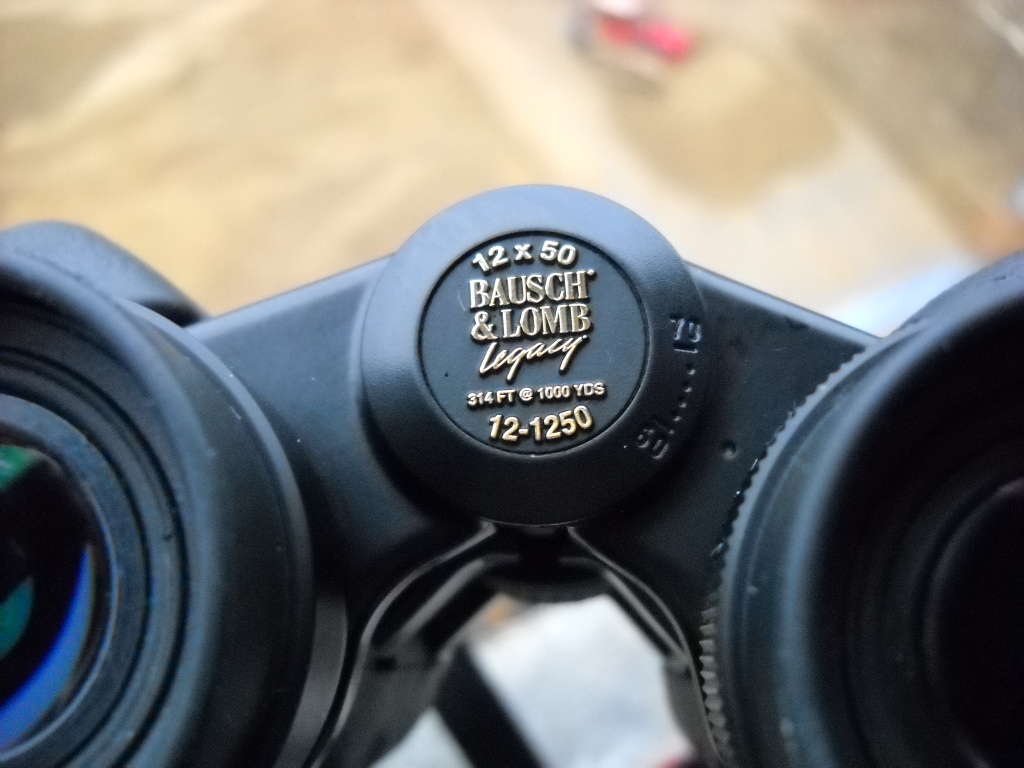 12 x 50
BAUSCH
& LOMB
Legacy
314 FT @ 1000 YDS
12-1250